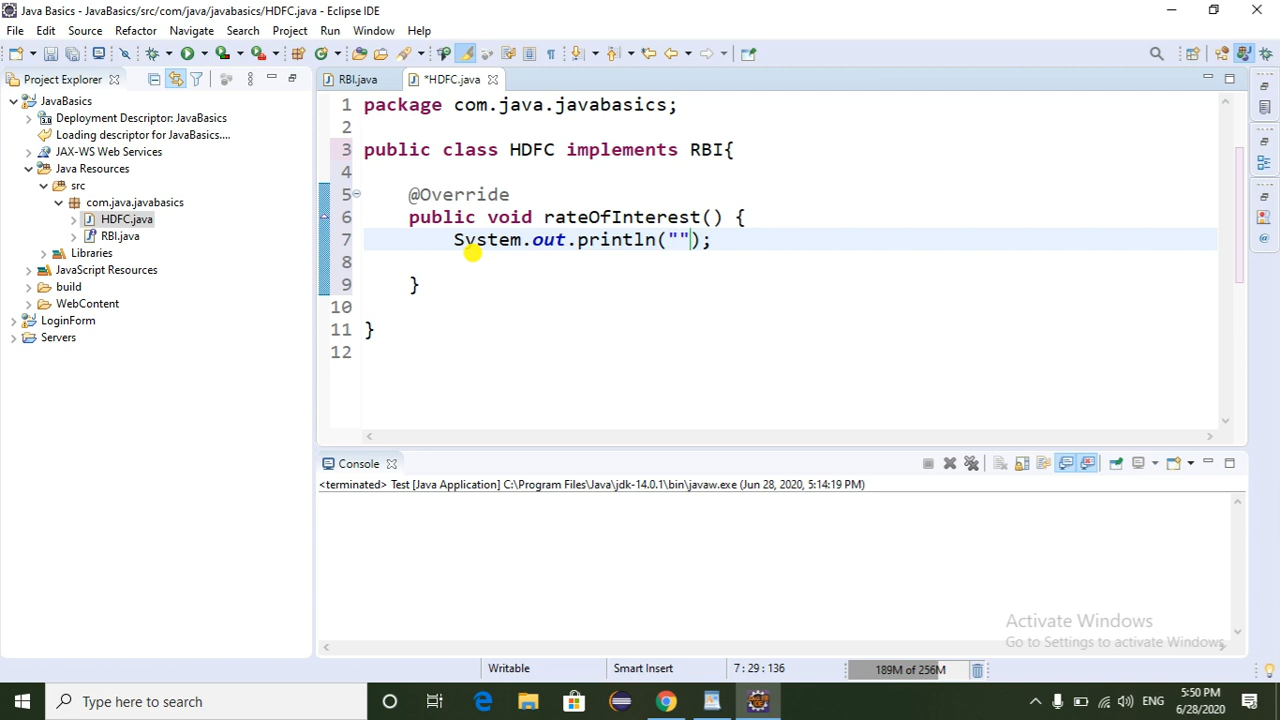 Java Basics - JavaBasics/src/com/java/javabasics/HDFC.java - Eclipse IDE
File Edit Source Refactor Navigate Search Project Run Window Help
Project Explorer
RBI.java
*HDFC.java
JavaBasics
Deployment Descriptor: JavaBasics
Loading descriptor for JavaBasics....
JAX-WS Web Services
Java Resources
src
com.java.javabasics
HDFC.java
RBI.java
Libraries
JavaScript Resources
build
WebContent
LoginForm
Servers
1 package com.java.javabasics;
2
3 public class HDFC implements RBI{
4
5 @Override
6 public void rateOfInterest() {
7 System.out.println("");
8
9 }
10
11 }
12
Console
<terminated> Test [Java Application] C:\Program Files\Java\jdk-14.0.1\bin\javaw.exe (Jun 28, 2020, 5:14:19 PM)
Activate Windows
Go to Settings to activate Windows.
Writable
Smart Insert
7 : 29 : 136
189M of 256M
Type here to search
ENG
5:50 PM
6/28/2020